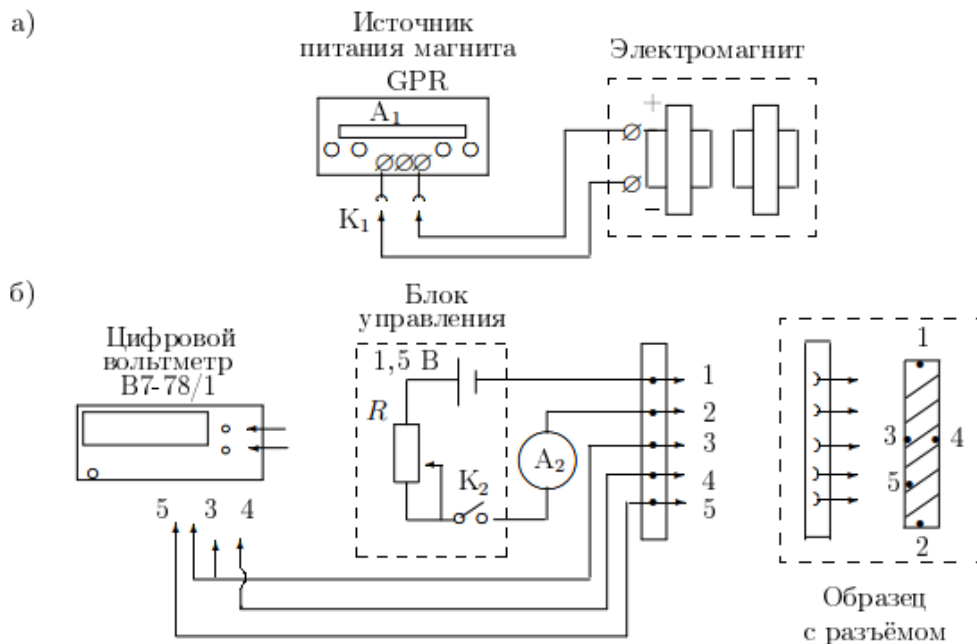 а)
Источник
питания магнита
GPR
A₁
K₁
Электромагнит
+
−
б)
Цифровой
вольтметр
В7-78/1
5 3 4
Блок
управления
1,5 В
R
K₂
A₂
1
2
3
4
5
1
3
4
5
2
Образец
с разъёмом